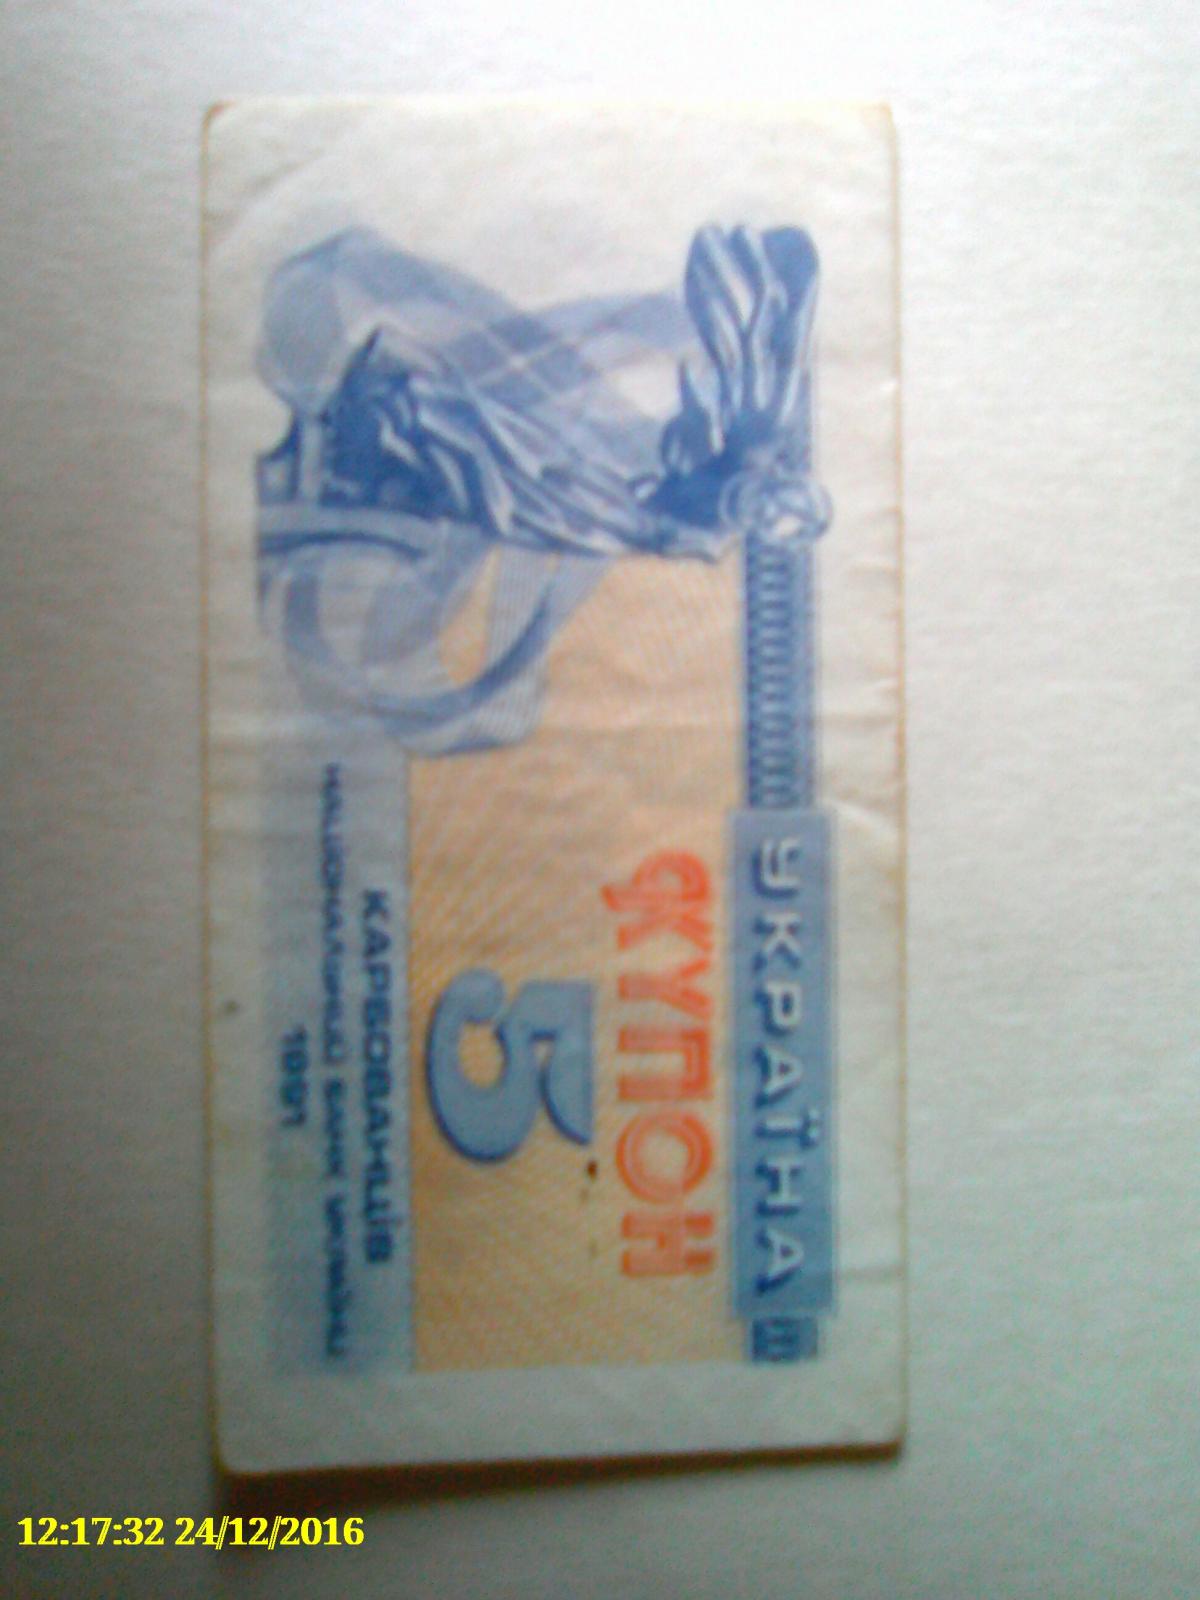 УКРАЇНА
КУПОН
5
КАРБОВАНЦІВ
НАЦІОНАЛЬНИЙ БАНК УКРАЇНИ
1991
12:17:32 24/12/2016